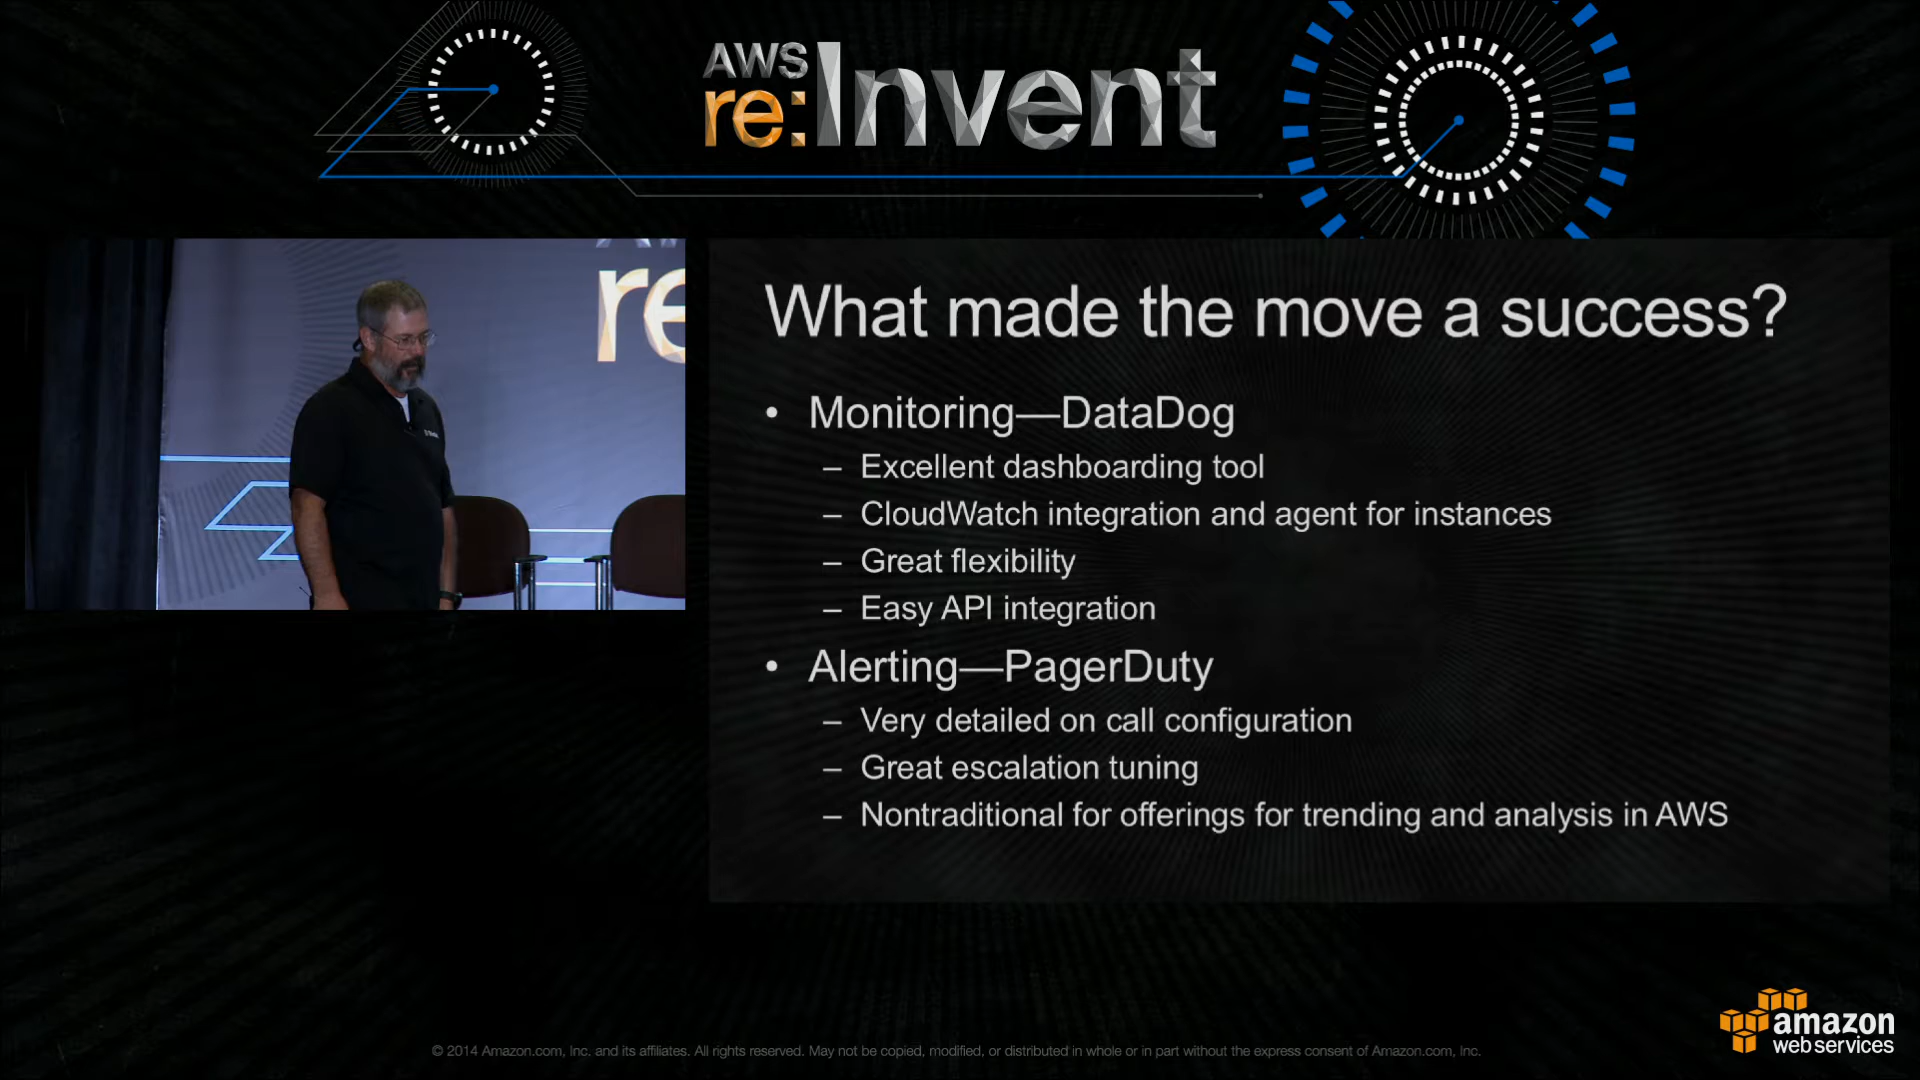 AWS
re:Invent
re
What made the move a success?
• Monitoring—DataDog
– Excellent dashboarding tool
– CloudWatch integration and agent for instances
– Great flexibility
– Easy API integration
• Alerting—PagerDuty
– Very detailed on call configuration
– Great escalation tuning
– Nontraditional for offerings for trending and analysis in AWS
amazon
web services
© 2014 Amazon.com, Inc. and its affiliates. All rights reserved. May not be copied, modified, or distributed in whole or in part without the express consent of Amazon.com, Inc.